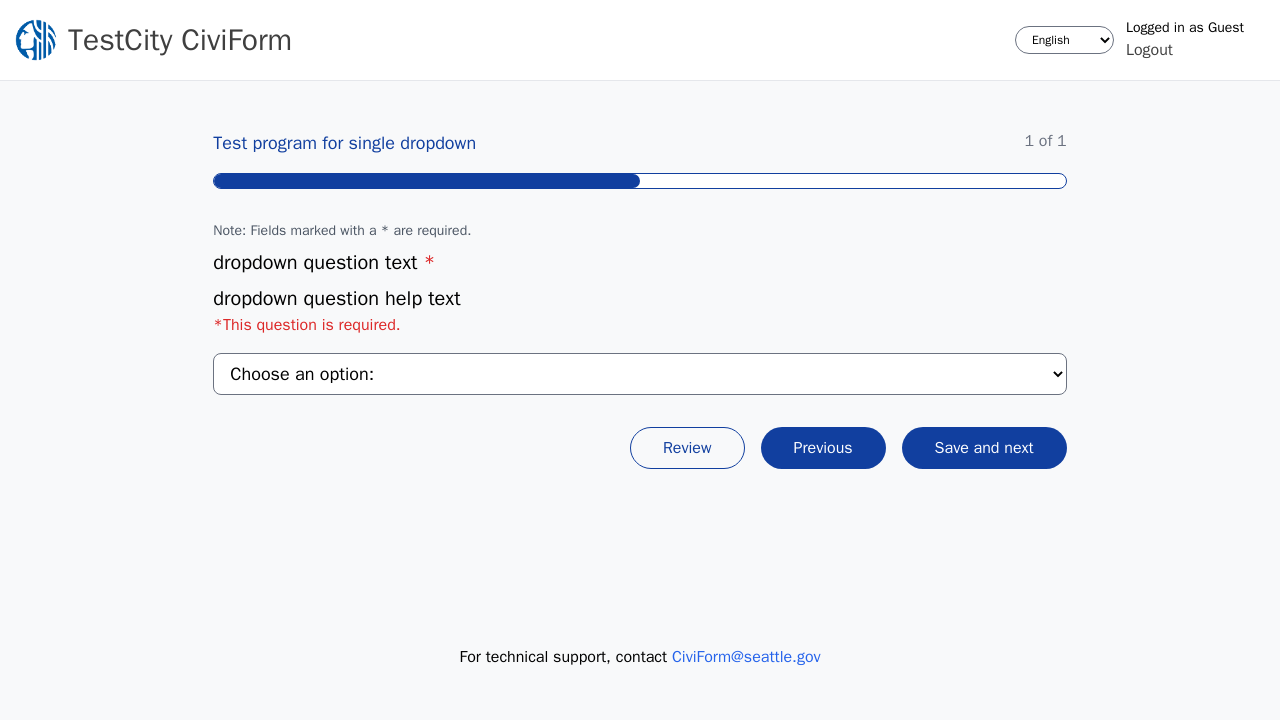 TestCity CiviForm
English
Logged in as Guest
Logout
Test program for single dropdown
1 of 1
Note: Fields marked with a * are required.
dropdown question text *
dropdown question help text
*This question is required.
Choose an option:
Review
Previous
Save and next
For technical support, contact CiviForm@seattle.gov